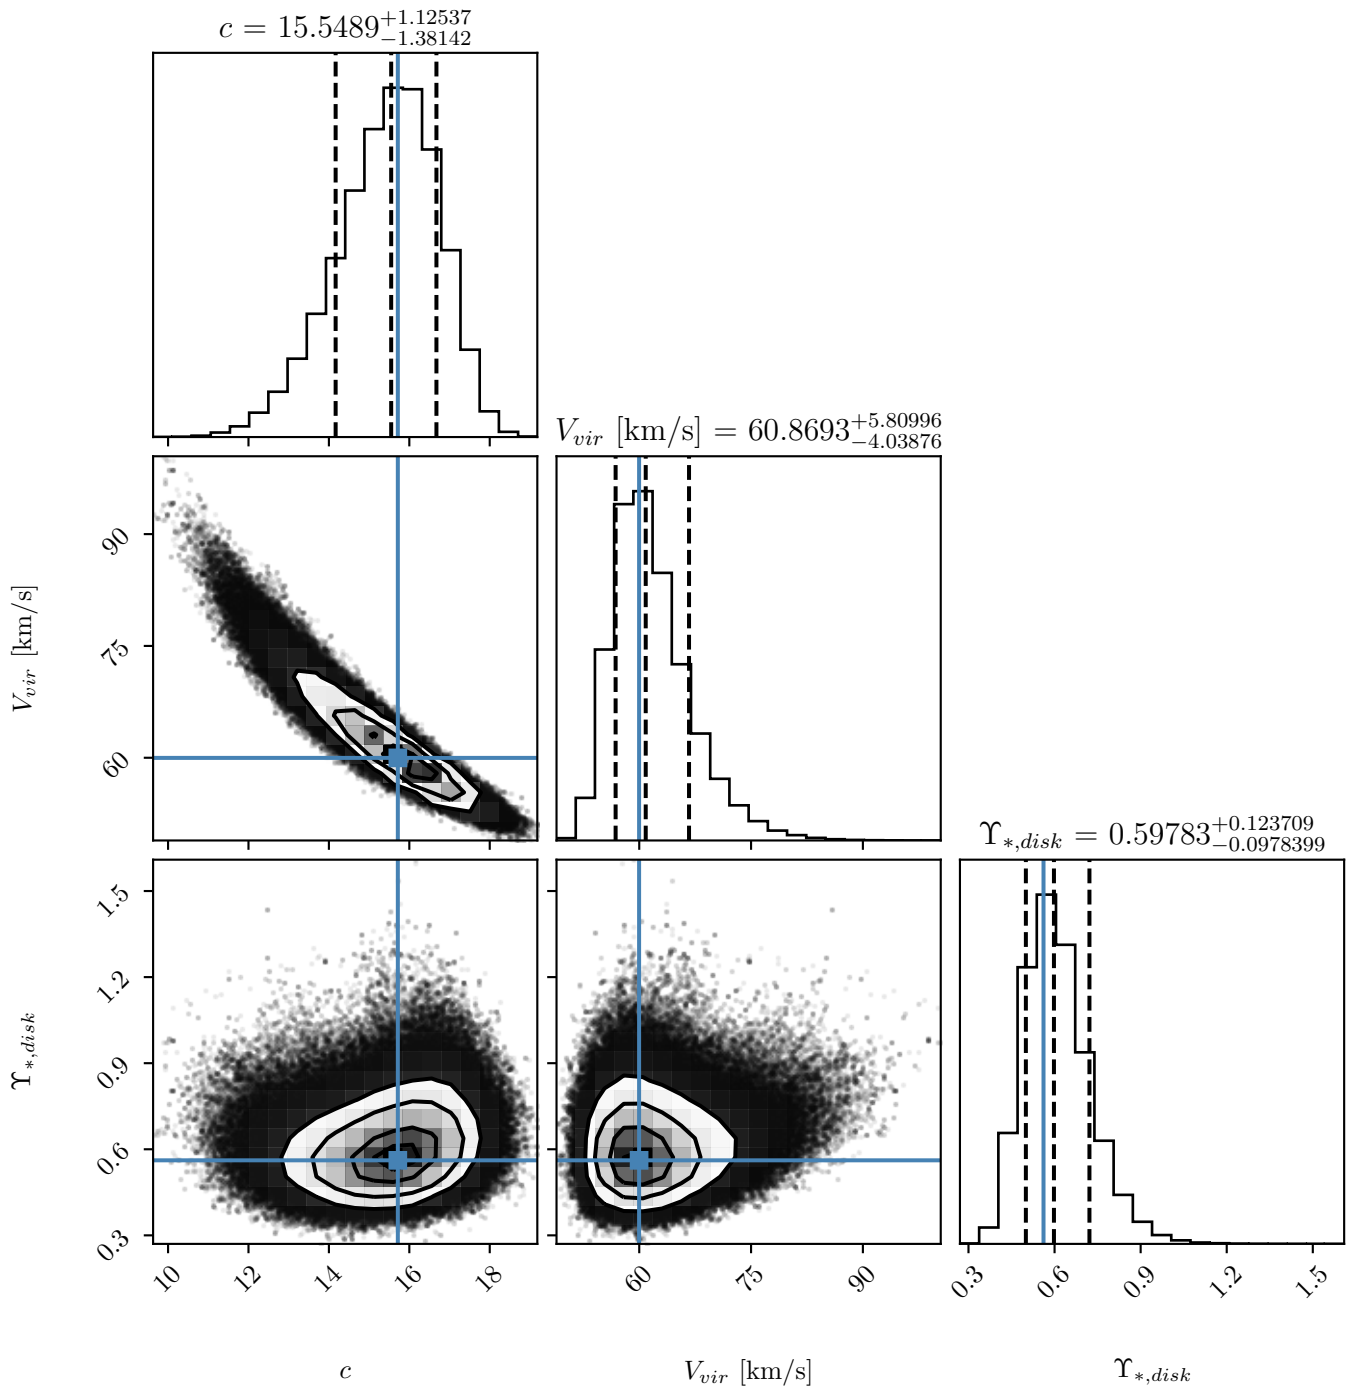 c = 15.5489^{+1.12537}_{-1.38142}
V_{vir} [km/s] = 60.8693^{+5.80996}_{-4.03876}
90
75
60
V_{vir} [km/s]
ϒ_{*,disk} = 0.59783^{+0.123709}_{-0.0978399}
1.5
1.2
0.9
0.6
0.3
ϒ_{*,disk}
10 12 14 16 18
60 75 90
0.3 0.6 0.9 1.2 1.5
c
V_{vir} [km/s]
ϒ_{*,disk}